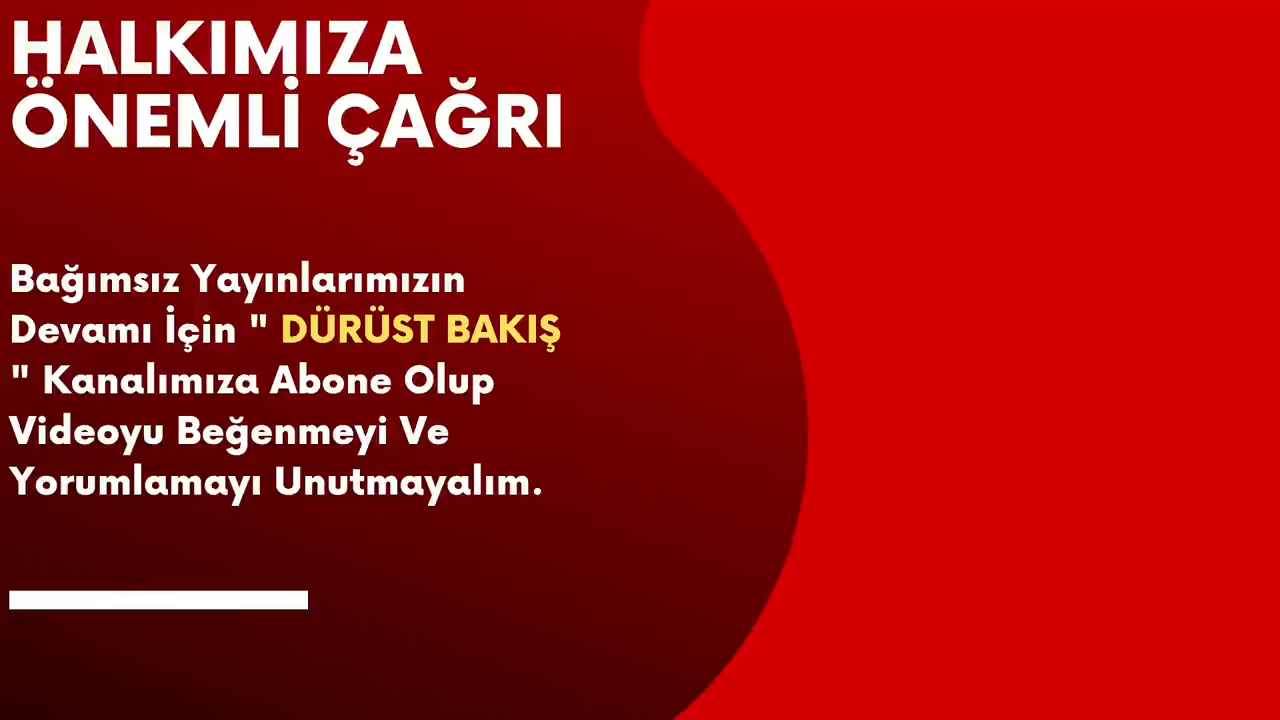 HALKIMIZA
ÖNEMLİ ÇAĞRI
Bağımsız Yayınlarımızın
Devamı İçin " DÜRÜST BAKIŞ
" Kanalımıza Abone Olup
Videoyu Beğenmeyi Ve
Yorumlamayı Unutmayalım.